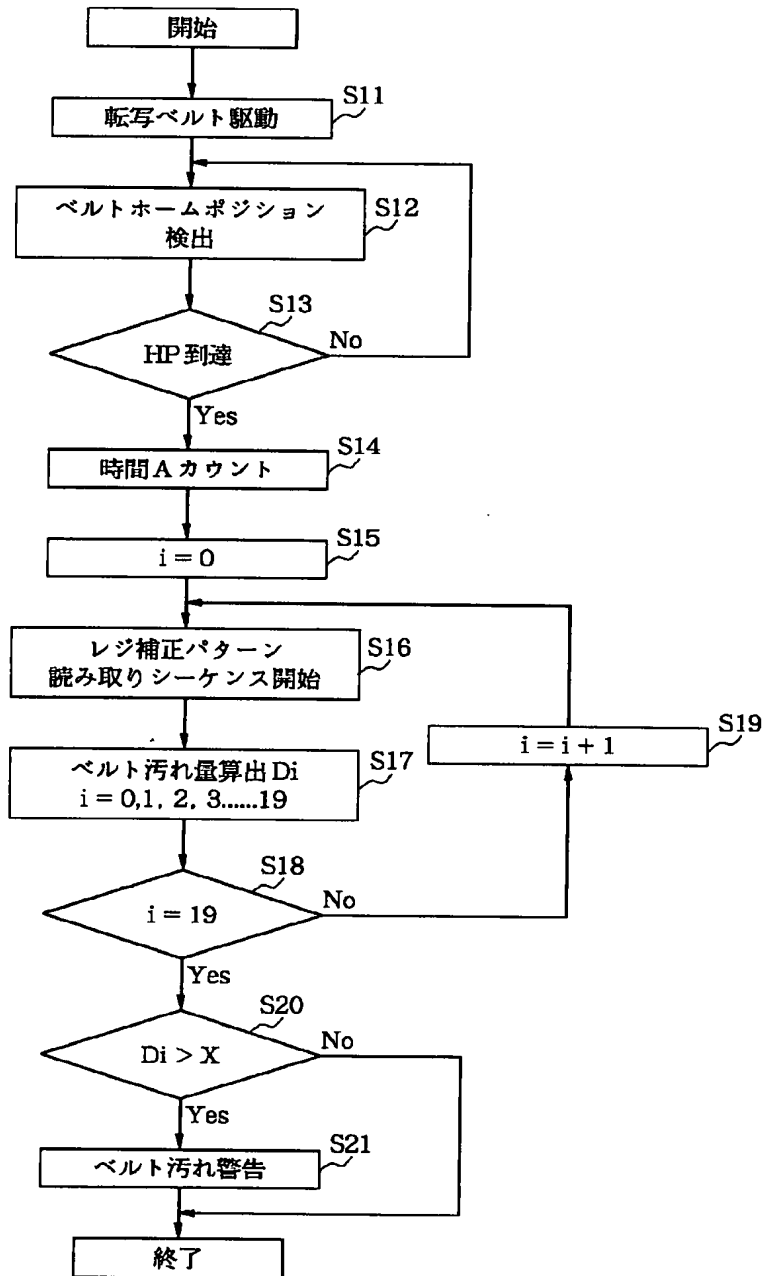 開始
転写ベルト駆動
S11
ベルトホームポジション
検出
S12
HP到達
S13
No
Yes
時間Aカウント
S14
i = 0
S15
レジ補正パターン
読み取りシーケンス開始
S16
ベルト汚れ量算出 Di
i = 0,1, 2, 3......19
S17
i = i + 1
S19
i = 19
S18
No
Yes
Di > X
S20
No
Yes
ベルト汚れ警告
S21
終了